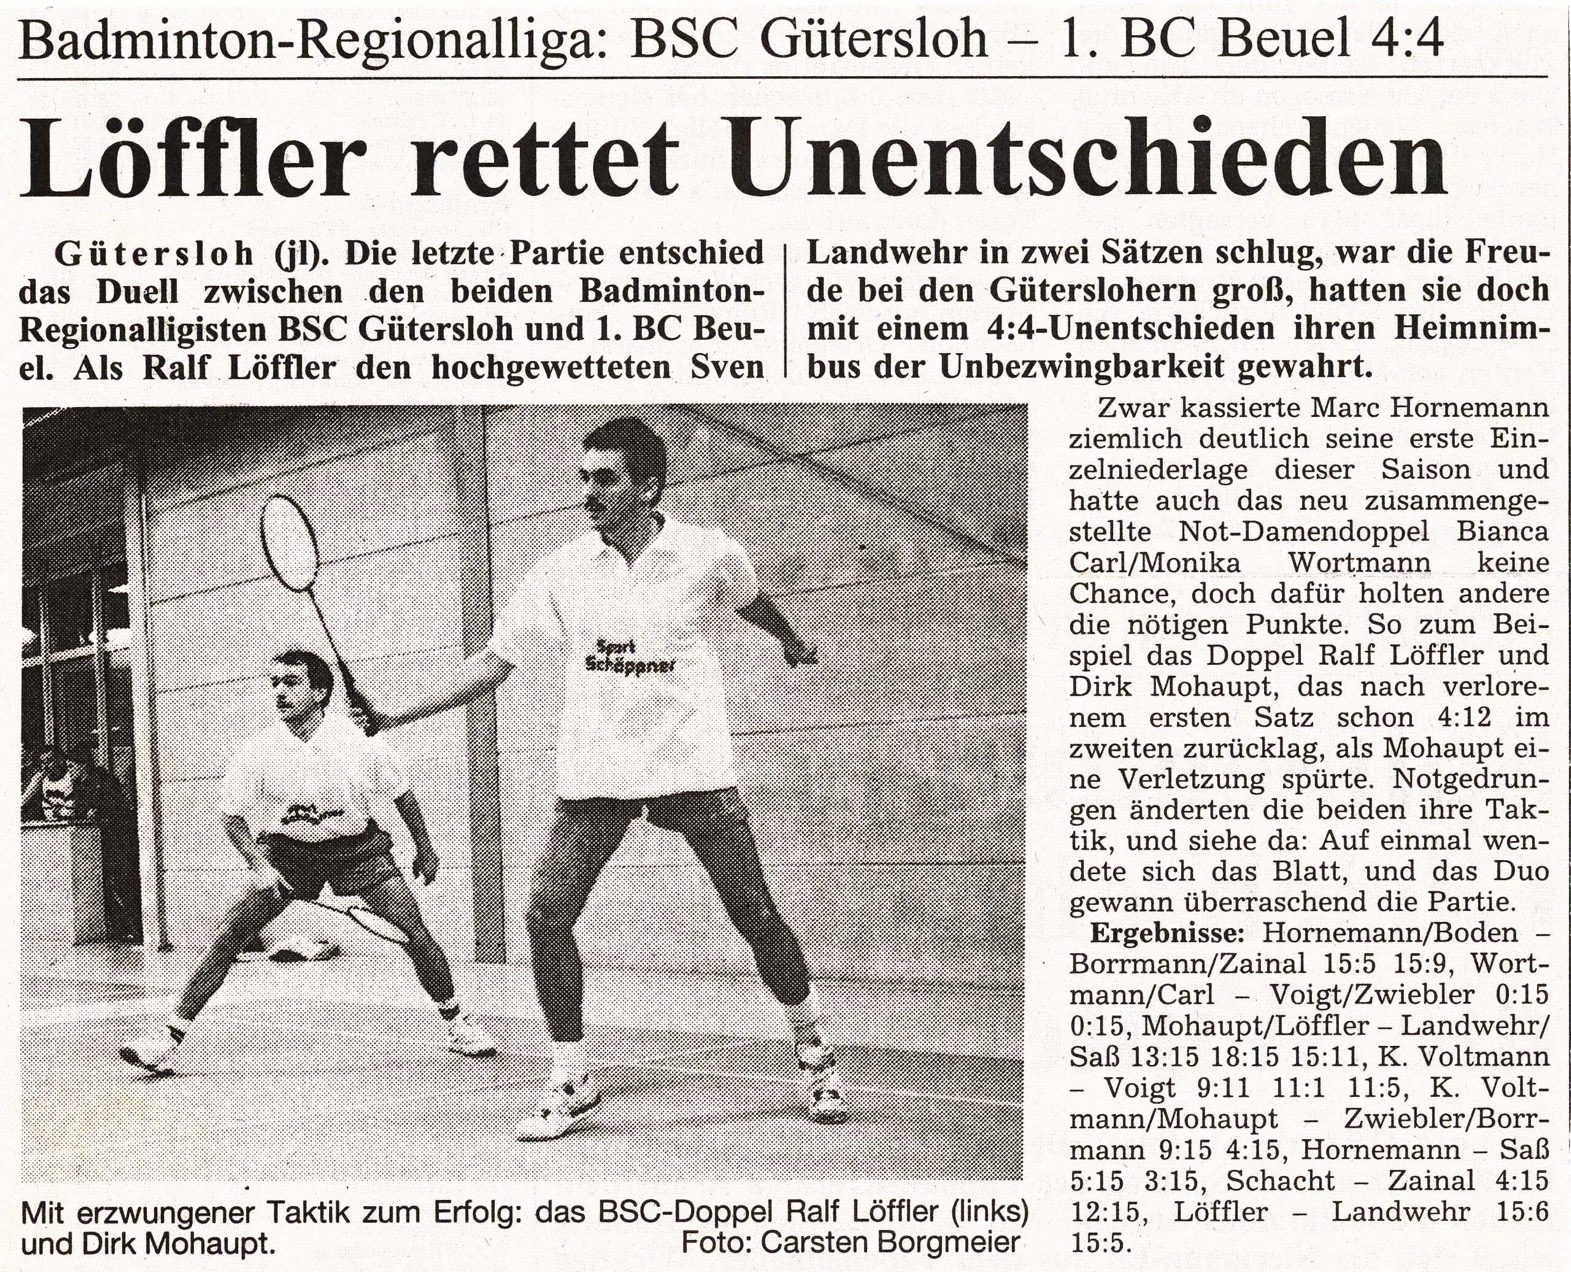 Badminton-Regionalliga: BSC Gütersloh – 1. BC Beuel 4:4
Löffler rettet Unentschieden
Gütersloh (jl). Die letzte Partie entschied
das Duell zwischen den beiden Badminton-
Regionalligisten BSC Gütersloh und 1. BC Beu-
el. Als Ralf Löffler den hochgewetteten Sven
Landwehr in zwei Sätzen schlug, war die Freu-
de bei den Güterslohern groß, hatten sie doch
mit einem 4:4-Unentschieden ihren Heimnim-
bus der Unbezwingbarkeit gewahrt.
Sport
Schäppner
Mit erzwungener Taktik zum Erfolg: das BSC-Doppel Ralf Löffler (links)
und Dirk Mohaupt. Foto: Carsten Borgmeier
Zwar kassierte Marc Hornemann
ziemlich deutlich seine erste Ein-
zelniederlage dieser Saison und
hatte auch das neu zusammenge-
stellte Not-Damendoppel Bianca
Carl/Monika Wortmann keine
Chance, doch dafür holten andere
die nötigen Punkte. So zum Bei-
spiel das Doppel Ralf Löffler und
Dirk Mohaupt, das nach verlore-
nem ersten Satz schon 4:12 im
zweiten zurücklag, als Mohaupt ei-
ne Verletzung spürte. Notgedrun-
gen änderten die beiden ihre Tak-
tik, und siehe da: Auf einmal wen-
dete sich das Blatt, und das Duo
gewann überraschend die Partie.
Ergebnisse: Hornemann/Boden –
Borrmann/Zainal 15:5 15:9, Wort-
mann/Carl – Voigt/Zwiebler 0:15
0:15, Mohaupt/Löffler – Landwehr/
Saß 13:15 18:15 15:11, K. Voltmann
– Voigt 9:11 11:1 11:5, K. Volt-
mann/Mohaupt – Zwiebler/Borr-
mann 9:15 4:15, Hornemann – Saß
5:15 3:15, Schacht – Zainal 4:15
12:15, Löffler – Landwehr 15:6
15:5.